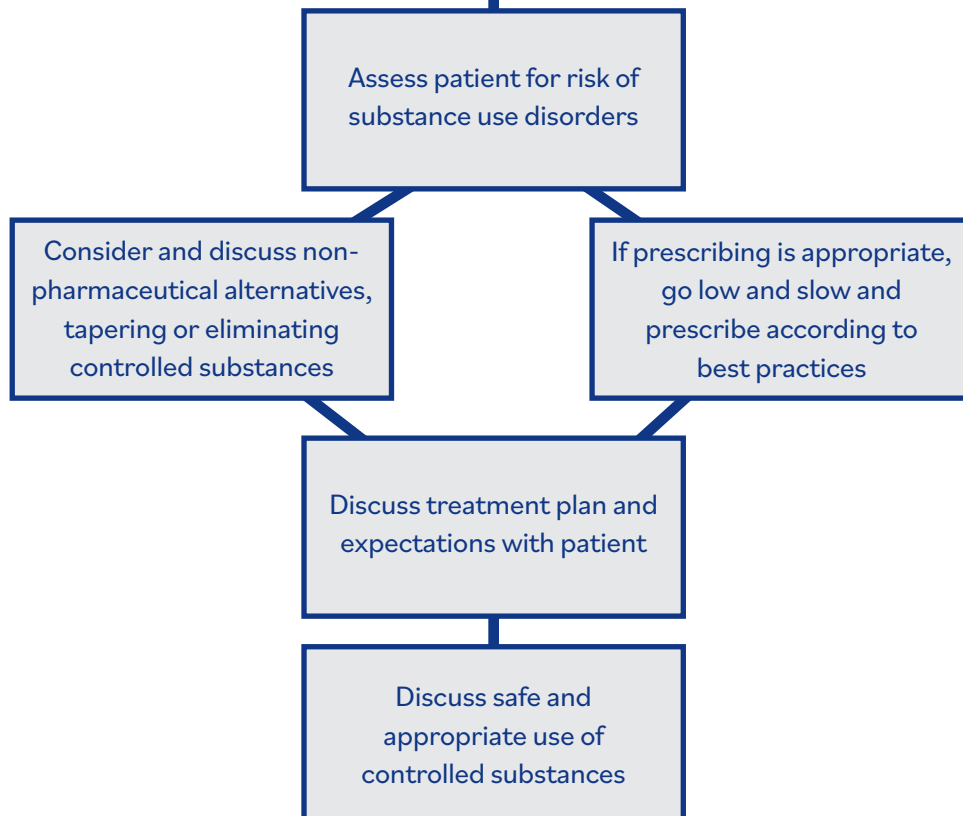 Assess patient for risk of
substance use disorders
Consider and discuss non-
pharmaceutical alternatives,
tapering or eliminating
controlled substances
If prescribing is appropriate,
go low and slow and
prescribe according to
best practices
Discuss treatment plan and
expectations with patient
Discuss safe and
appropriate use of
controlled substances